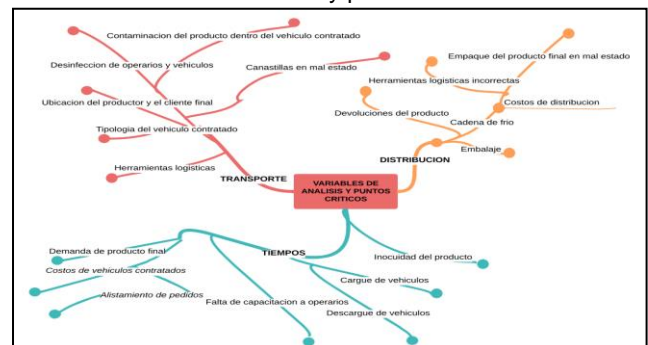 y p
Contaminacion del producto dentro del vehiculo contratado
Desinfeccion de operarios y vehiculos
Canastillas en mal estado
Ubicacion del productor y el cliente final
Tipologia del vehiculo contratado
Herramientas logisticas
TRANSPORTE
Empaque del producto final en mal estado
Herramientas logisticas incorrectas
Costos de distribucion
Devoluciones del producto
Cadena de frio
Embalaje
DISTRIBUCION
VARIABLES DE
ANALISIS Y PUNTOS
CRITICOS
TIEMPOS
Demanda de producto final
Costos de vehiculos contratados
Alistamiento de pedidos
Falta de capacitacion a operarios
Inocuidad del producto
Cargue de vehiculos
Descargue de vehiculos